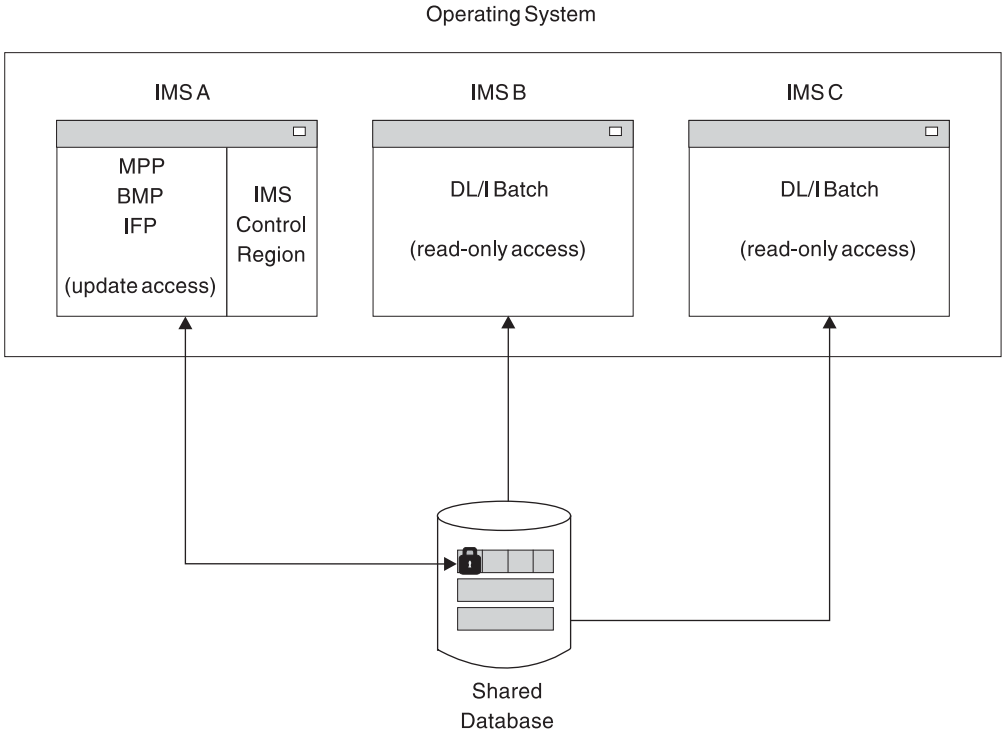 Operating System
IMS A
IMS B
IMS C
MPP
BMP
IFP
(update access)
IMS
Control
Region
DL/I Batch
(read-only access)
DL/I Batch
(read-only access)
Shared
Database